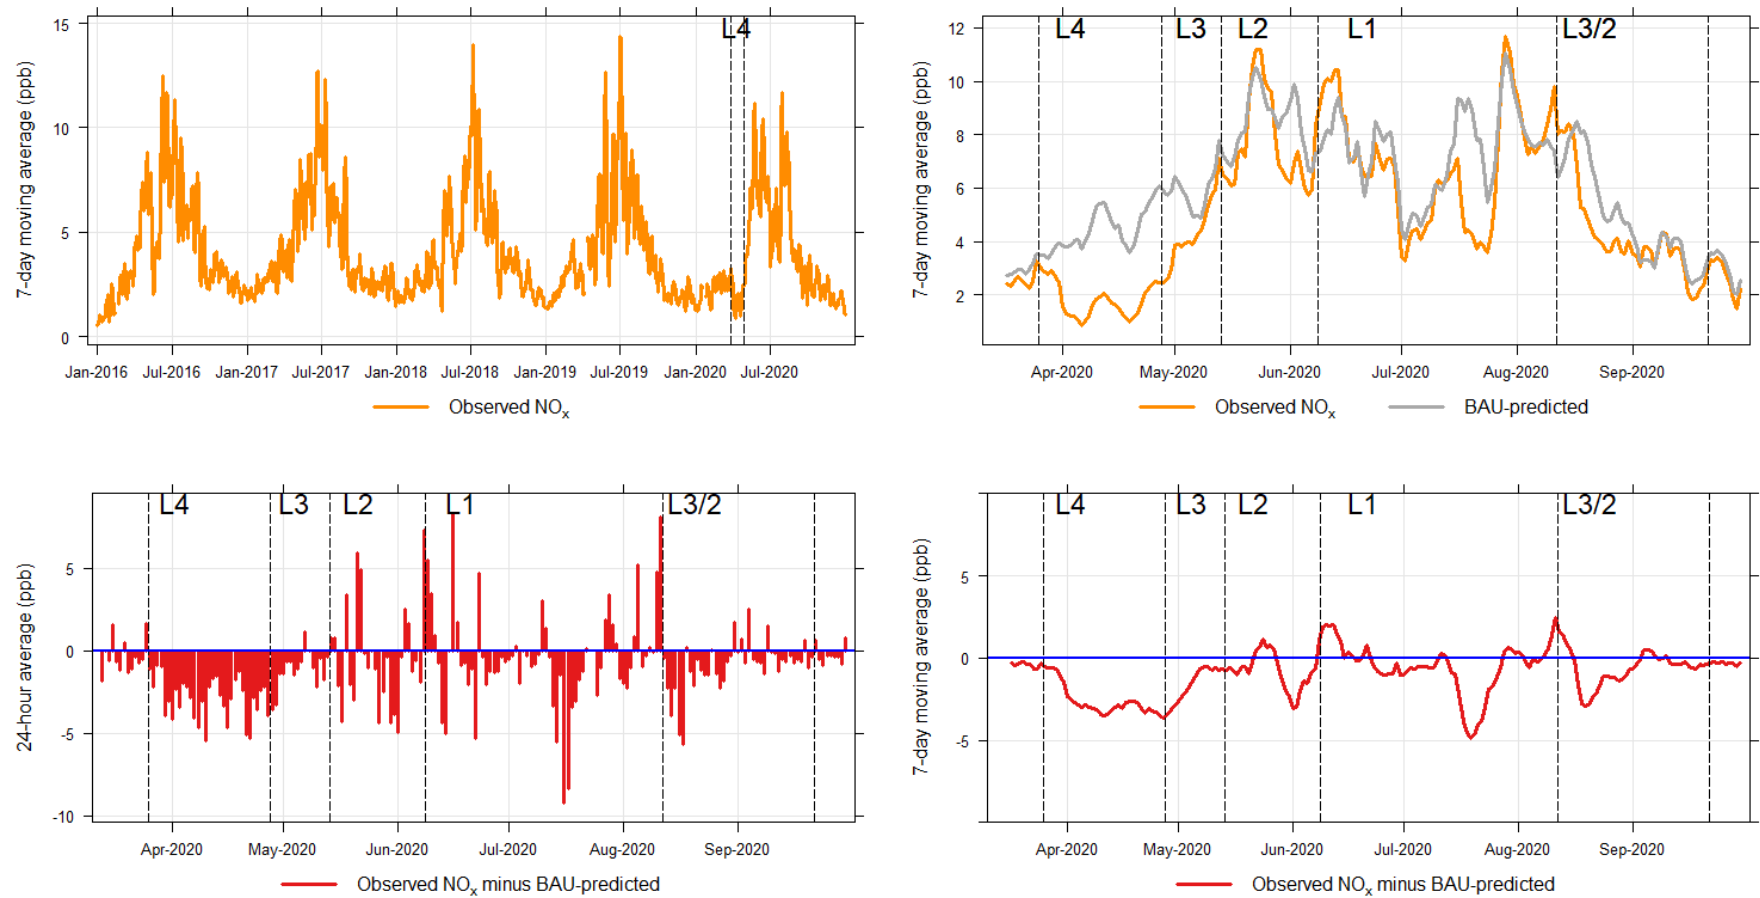 L4
15
10
5
0
7-day moving average (ppb)
Jan-2016 Jul-2016 Jan-2017 Jul-2017 Jan-2018 Jul-2018 Jan-2019 Jul-2019 Jan-2020 Jul-2020
Observed NOₓ
L4 L3 L2 L1 L3/2
12
10
8
6
4
2
7-day moving average (ppb)
Apr-2020 May-2020 Jun-2020 Jul-2020 Aug-2020 Sep-2020
Observed NOₓ BAU-predicted
L4 L3 L2 L1 L3/2
5
0
-5
-10
24-hour average (ppb)
Apr-2020 May-2020 Jun-2020 Jul-2020 Aug-2020 Sep-2020
Observed NOₓ minus BAU-predicted
L4 L3 L2 L1 L3/2
5
0
-5
7-day moving average (ppb)
Apr-2020 May-2020 Jun-2020 Jul-2020 Aug-2020 Sep-2020
Observed NOₓ minus BAU-predicted